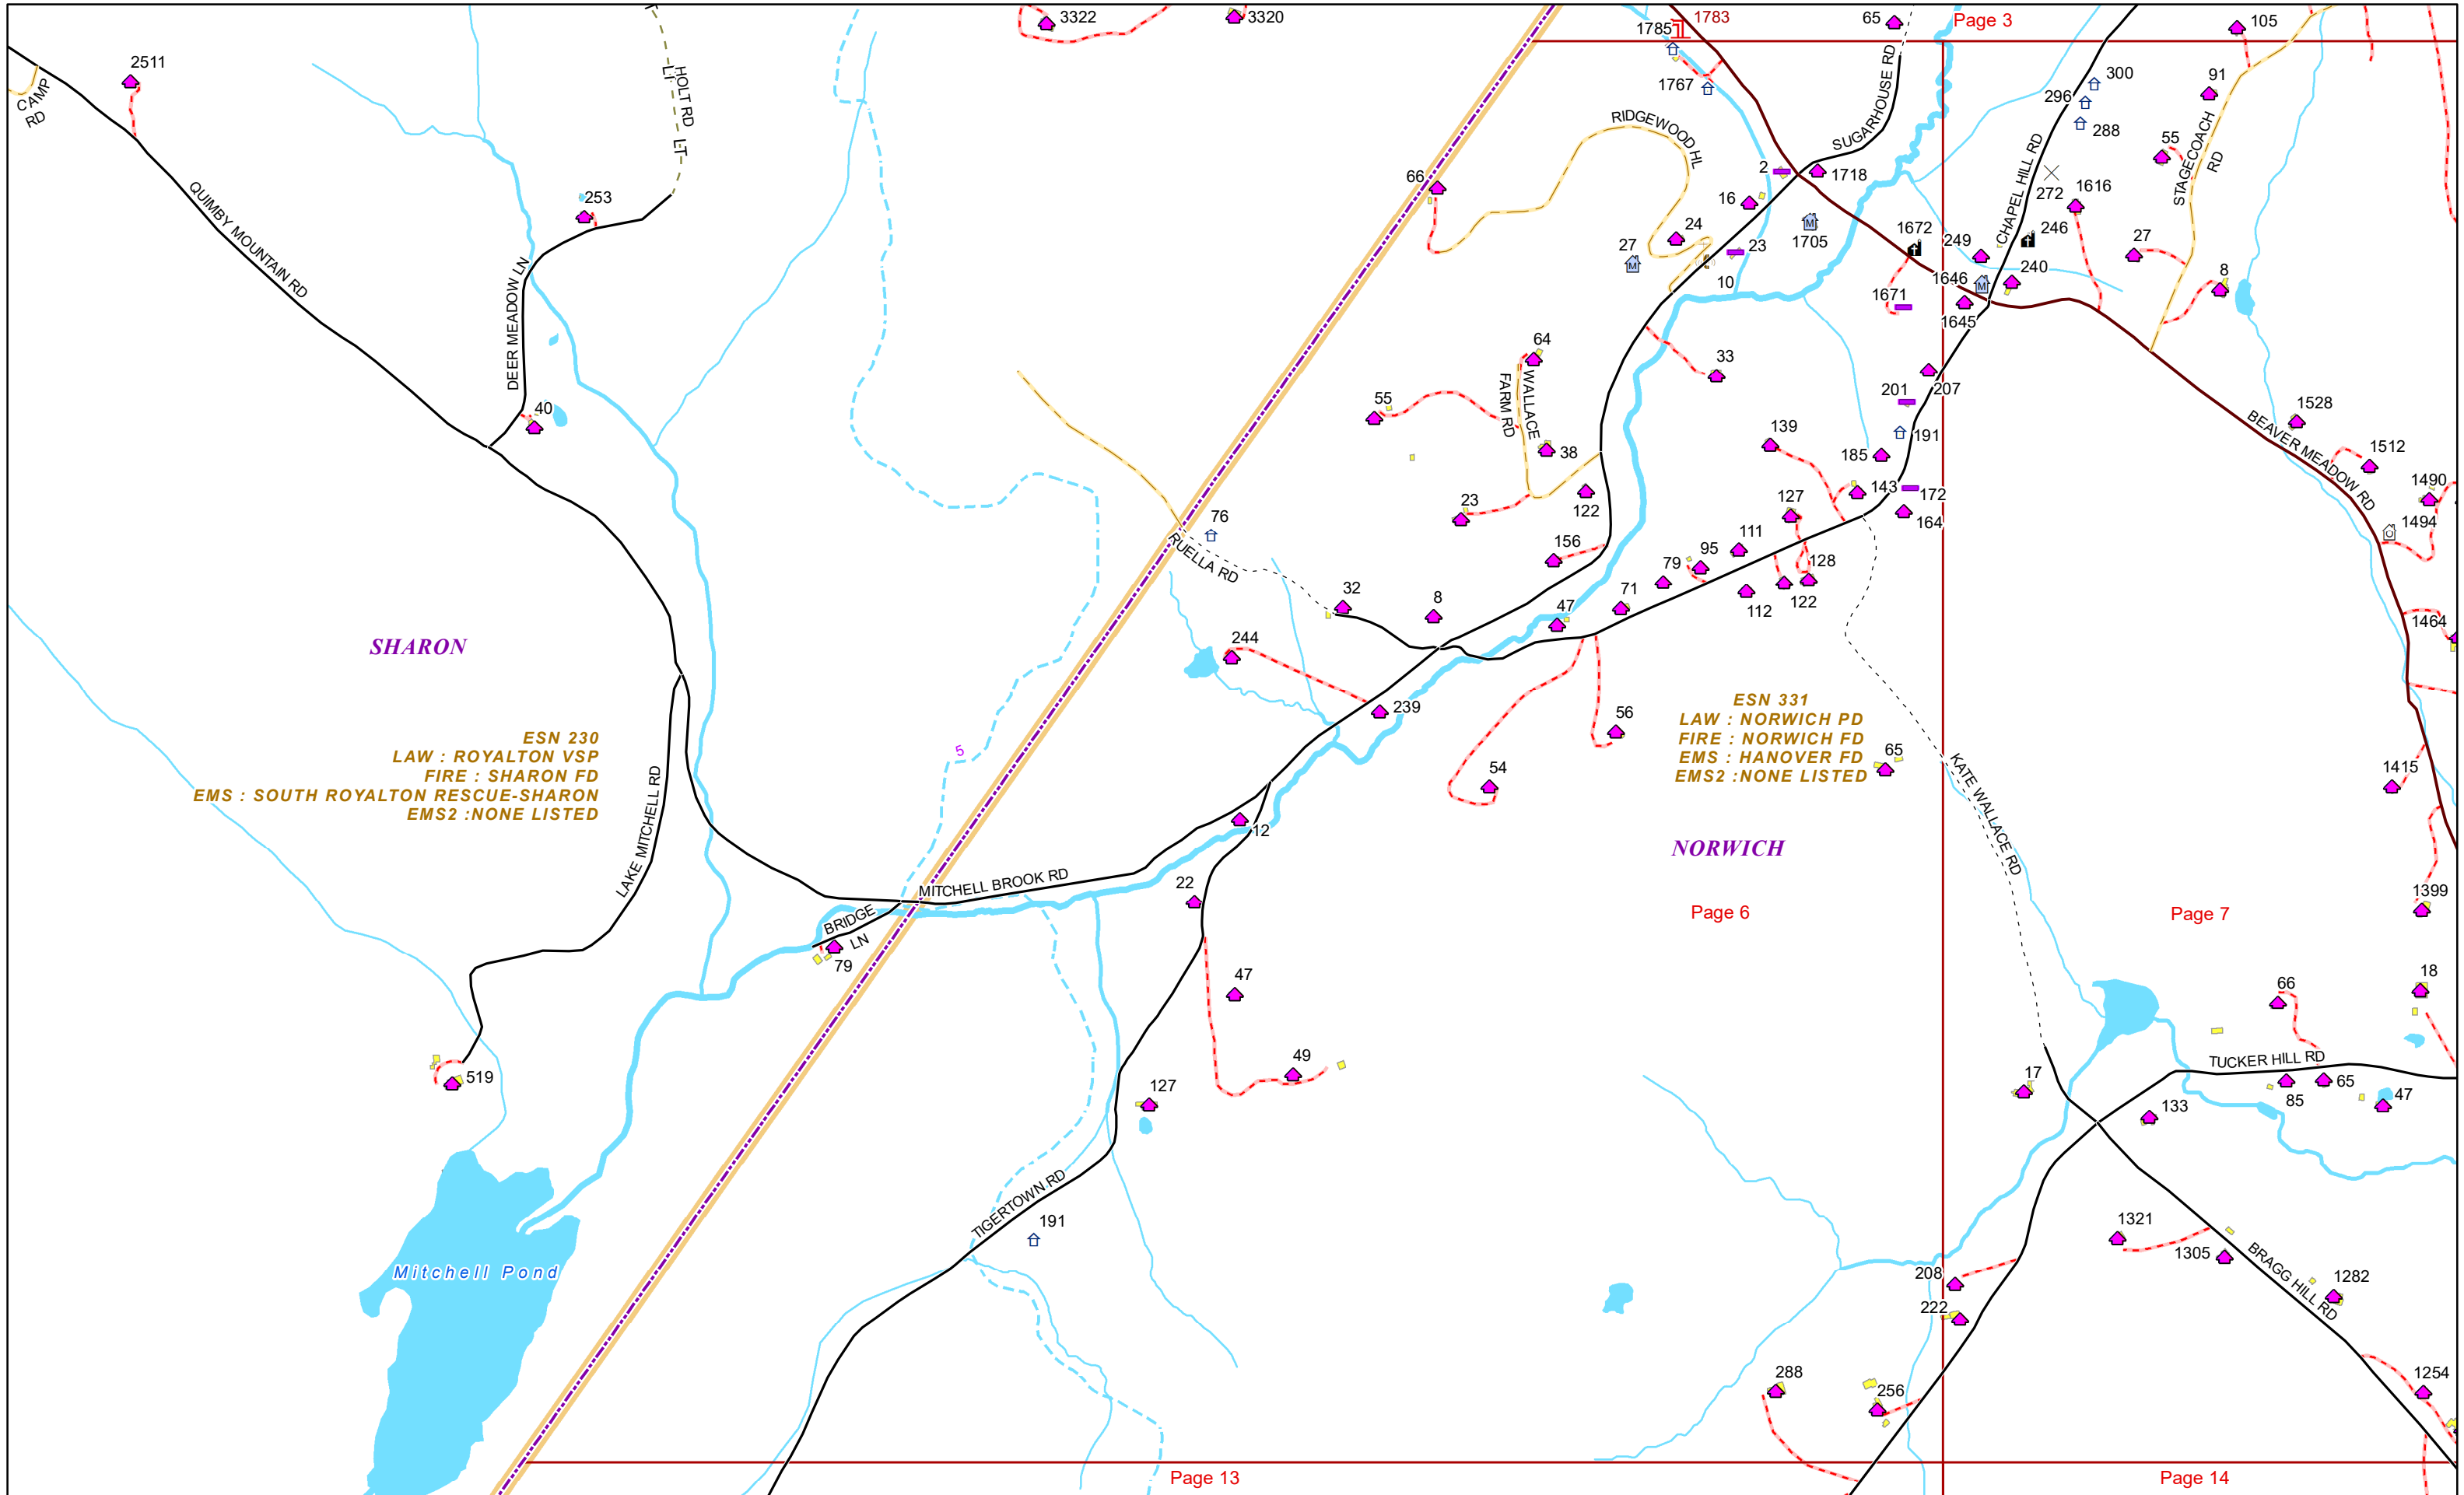 3322
3320
1785
1783
65
Page 3
105
2511
CAMP
RD
LT
HOLT RD
LT
1767
SUGARHOUSE RD
300
296
288
91
STAGECOACH
RD
55
RIDGEWOOD HL
CHAPEL HILL RD
272
1616
2
1718
66
16
QUIMBY MOUNTAIN RD
253
24
27
23
1705
1672
249
246
27
10
1646
240
8
1671
1645
DEER MEADOW LN
64
33
WALLACE
FARM RD
201
207
55
40
139
191
1528
BEAVER MEADOW RD
38
185
1512
1490
23
122
127
143
172
76
164
1494
RUELLA RD
156
111
95
79
128
32
8
47
71
112
122
1464
SHARON
244
239
56
ESN 331
LAW : NORWICH PD
FIRE : NORWICH FD
EMS : HANOVER FD
EMS2 :NONE LISTED
65
ESN 230
LAW : ROYALTON VSP
FIRE : SHARON FD
EMS : SOUTH ROYALTON RESCUE-SHARON
EMS2 :NONE LISTED
5
54
1415
LAKE MITCHELL RD
KATE WALLACE RD
12
NORWICH
MITCHELL BROOK RD
22
1399
Page 6
Page 7
BRIDGE
LN
79
47
66
18
519
49
TUCKER HILL RD
127
17
85
65
47
133
TIGERTOWN RD
191
1321
1305
BRAGG HILL RD
Mitchell Pond
208
222
1282
288
256
1254
Page 13
Page 14